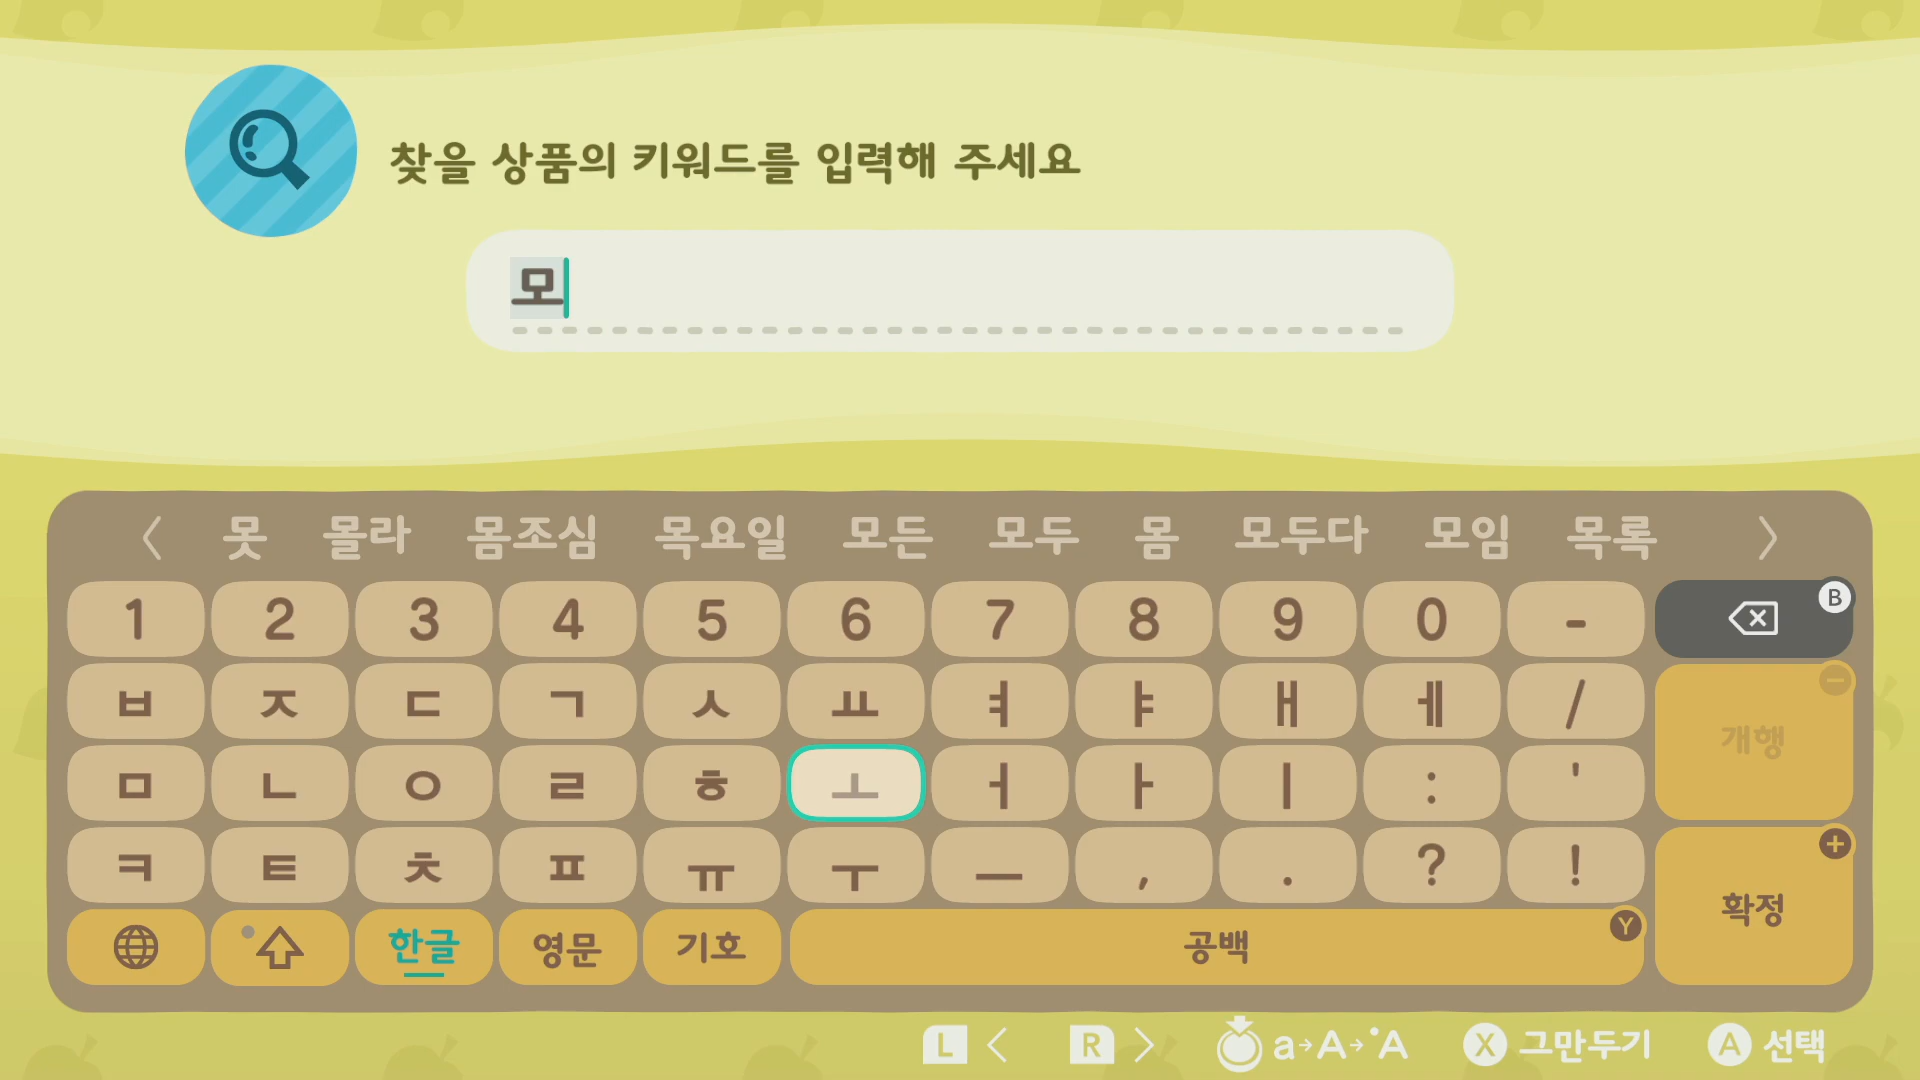 찾을 상품의 키워드를 입력해 주세요
모
못 몰라 몸조심 목요일 모든 모두 몸 모두다 모임 목록
1 2 3 4 5 6 7 8 9 0 - B
ㅂ ㅈ ㄷ ㄱ ㅅ ㅛ ㅕ ㅑ ㅐ ㅔ / 개행
ㅁ ㄴ ㅇ ㄹ ㅎ ㅗ ㅓ ㅏ ㅣ : '
ㅋ ㅌ ㅊ ㅍ ㅠ ㅜ ㅡ , . ? ! 확정
한글 영문 기호 공백 Y
L R a→A→•A X 그만두기 A 선택